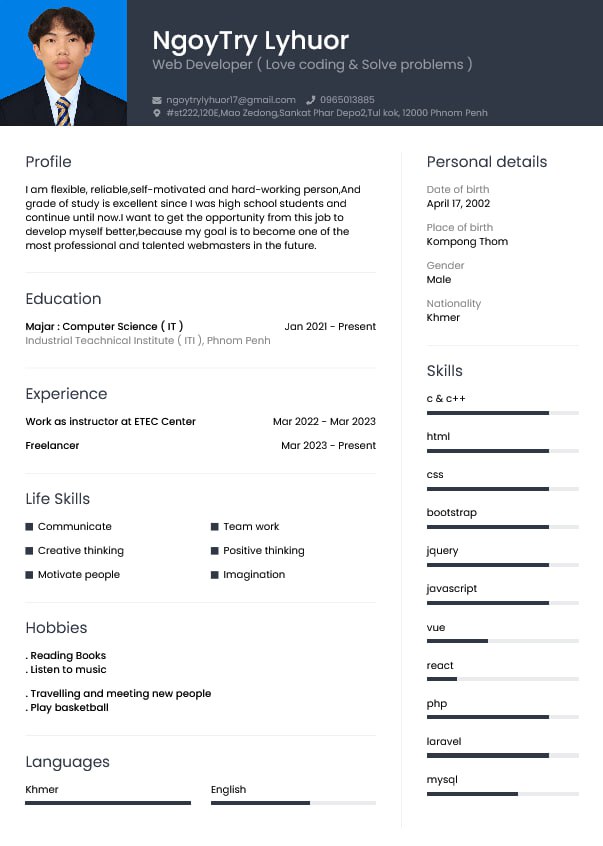 NgoyTry Lyhuor
Web Developer ( Love coding & Solve problems )
ngoytrylyhuor17@gmail.com 0965013885
#st222,120E,Mao Zedong,Sankat Phar Depo2,Tul kok, 12000 Phnom Penh
Profile
I am flexible, reliable,self-motivated and hard-working person,And
grade of study is excellent since I was high school students and
continue until now.I want to get the opportunity from this job to
develop myself better,because my goal is to become one of the
most professional and talented webmasters in the future.
Education
Majar : Computer Science ( IT ) Jan 2021 - Present
Industrial Teachnical Institute ( ITI ), Phnom Penh
Experience
Work as instructor at ETEC Center Mar 2022 - Mar 2023
Freelancer Mar 2023 - Present
Life Skills
Communicate Team work
Creative thinking Positive thinking
Motivate people Imagination
Hobbies
. Reading Books
. Listen to music
. Travelling and meeting new people
. Play basketball
Languages
Khmer English
Personal details
Date of birth
April 17, 2002
Place of birth
Kompong Thom
Gender
Male
Nationality
Khmer
Skills
c & c++
html
css
bootstrap
jquery
javascript
vue
react
php
laravel
mysql